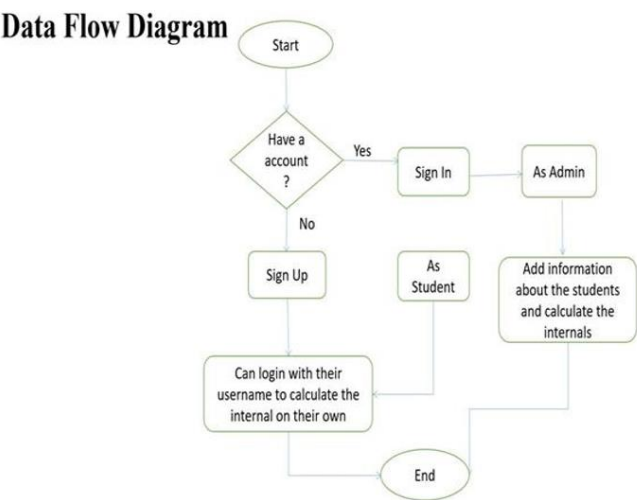 Data Flow Diagram
Start
Have a
account
?
Yes
Sign In
As Admin
No
Sign Up
As
Student
Add information
about the students
and calculate the
internals
Can login with their
username to calculate the
internal on their own
End